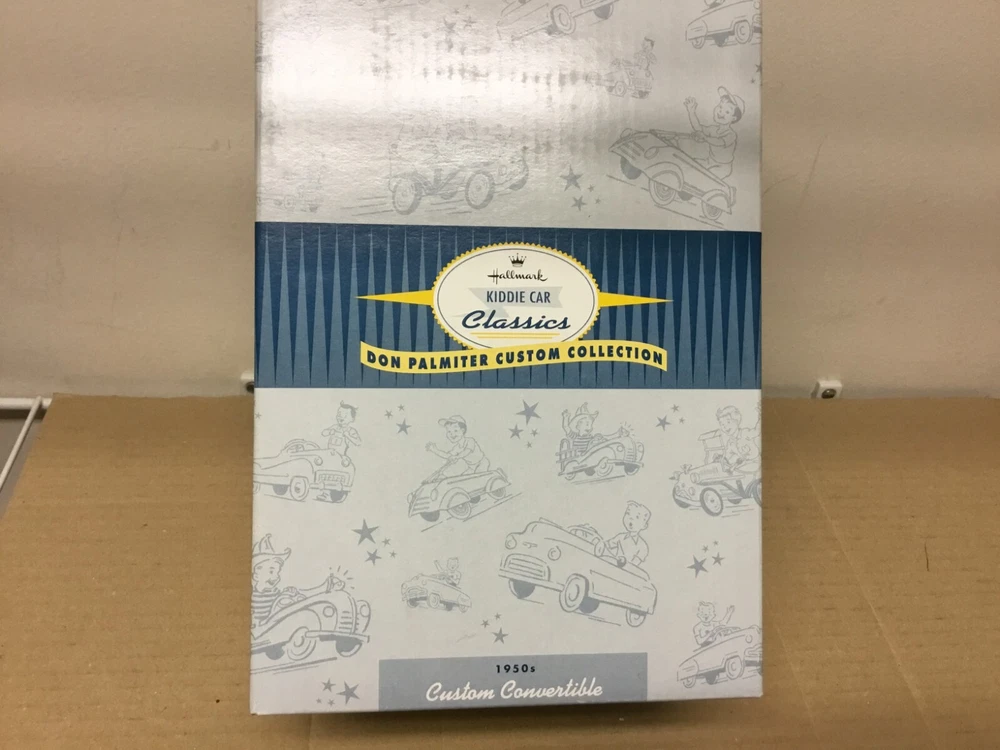 Hallmark
KIDDIE CAR
Classics
DON PALMITER CUSTOM COLLECTION
1950s
Custom Convertible